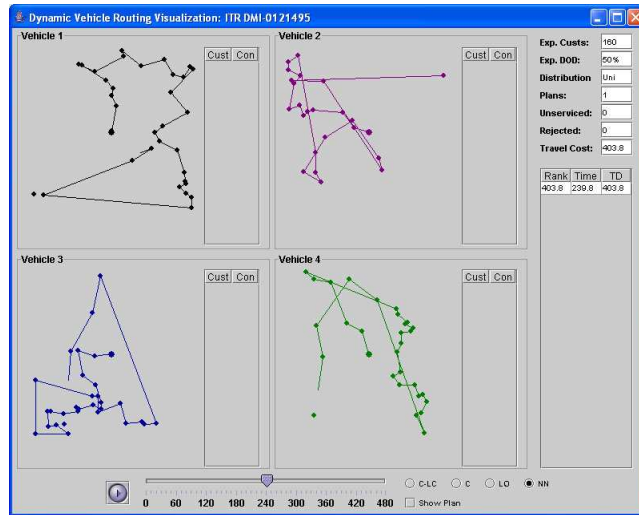 Dynamic Vehicle Routing Visualization: ITR DMI-0121495
Vehicle 1
Cust Con
Vehicle 2
Cust Con
Exp. Custs: 160
Exp. DOD: 50%
Distribution Uni
Plans: 1
Unserviced: 0
Rejected: 0
Travel Cost: 403.8
Rank Time TD
403.8 239.8 403.8
Vehicle 3
Cust Con
Vehicle 4
Cust Con
C-LC C LO NN
0 60 120 180 240 300 360 420 480
Show Plan